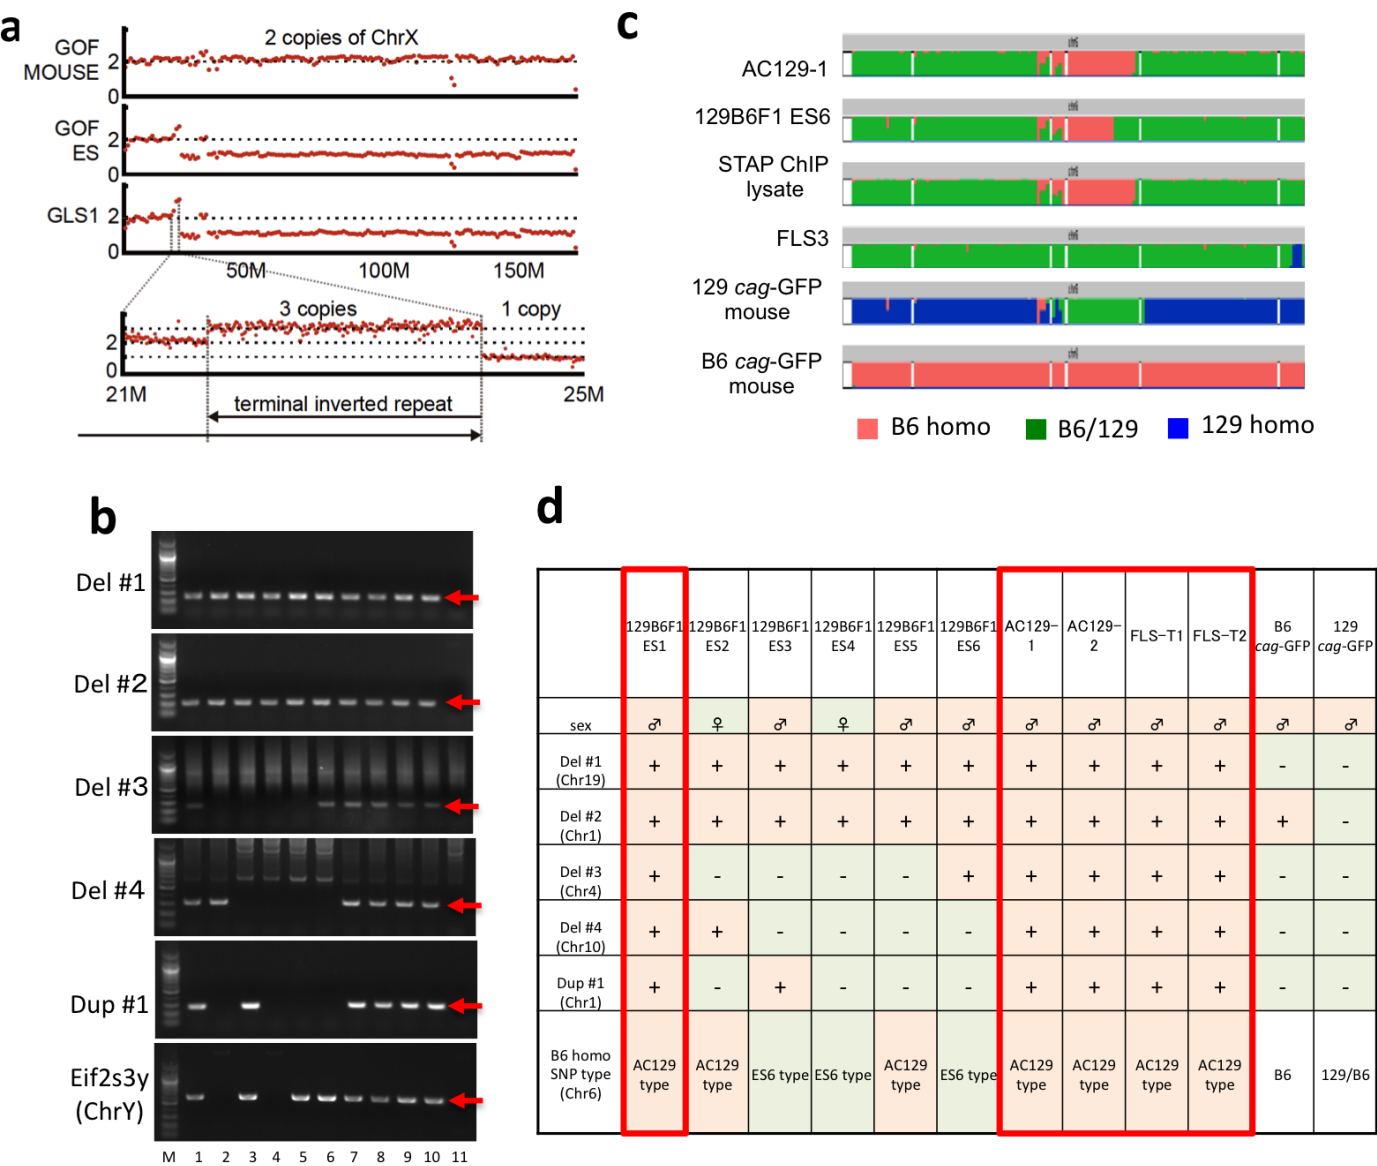 a
GOF
MOUSE
2
0
2 copies of ChrX
GOF
ES
2
0
GLS1
2
0
50M
100M
150M
3 copies
1 copy
2
0
21M
25M
terminal inverted repeat
b
Del #1
Del #2
Del #3
Del #4
Dup #1
Eif2s3y
(ChrY)
M 1 2 3 4 5 6 7 8 9 10 11
c
AC129-1
chr6
129B6F1 ES6
chr6
STAP ChIP
lysate
chr6
FLS3
chr6
129 cag-GFP
mouse
chr6
B6 cag-GFP
mouse
chr6
B6 homo
B6/129
129 homo
d
129B6F1 ES1 129B6F1 ES2 129B6F1 ES3 129B6F1 ES4 129B6F1 ES5 129B6F1 ES6 AC129-1 AC129-2 FLS-T1 FLS-T2 B6 cag-GFP 129 cag-GFP
sex ♂ ♀ ♂ ♀ ♂ ♂ ♂ ♂ ♂ ♂ ♂ ♂
Del #1 (Chr19) + + + + + + + + + + - -
Del #2 (Chr1) + + + + + + + + + + + -
Del #3 (Chr4) + - - - - + + + + + - -
Del #4 (Chr10) + + - - - - + + + + - -
Dup #1 (Chr1) + - + - - - + + + + - -
B6 homo SNP type (Chr6) AC129 type AC129 type ES6 type ES6 type AC129 type ES6 type AC129 type AC129 type AC129 type AC129 type B6 129/B6